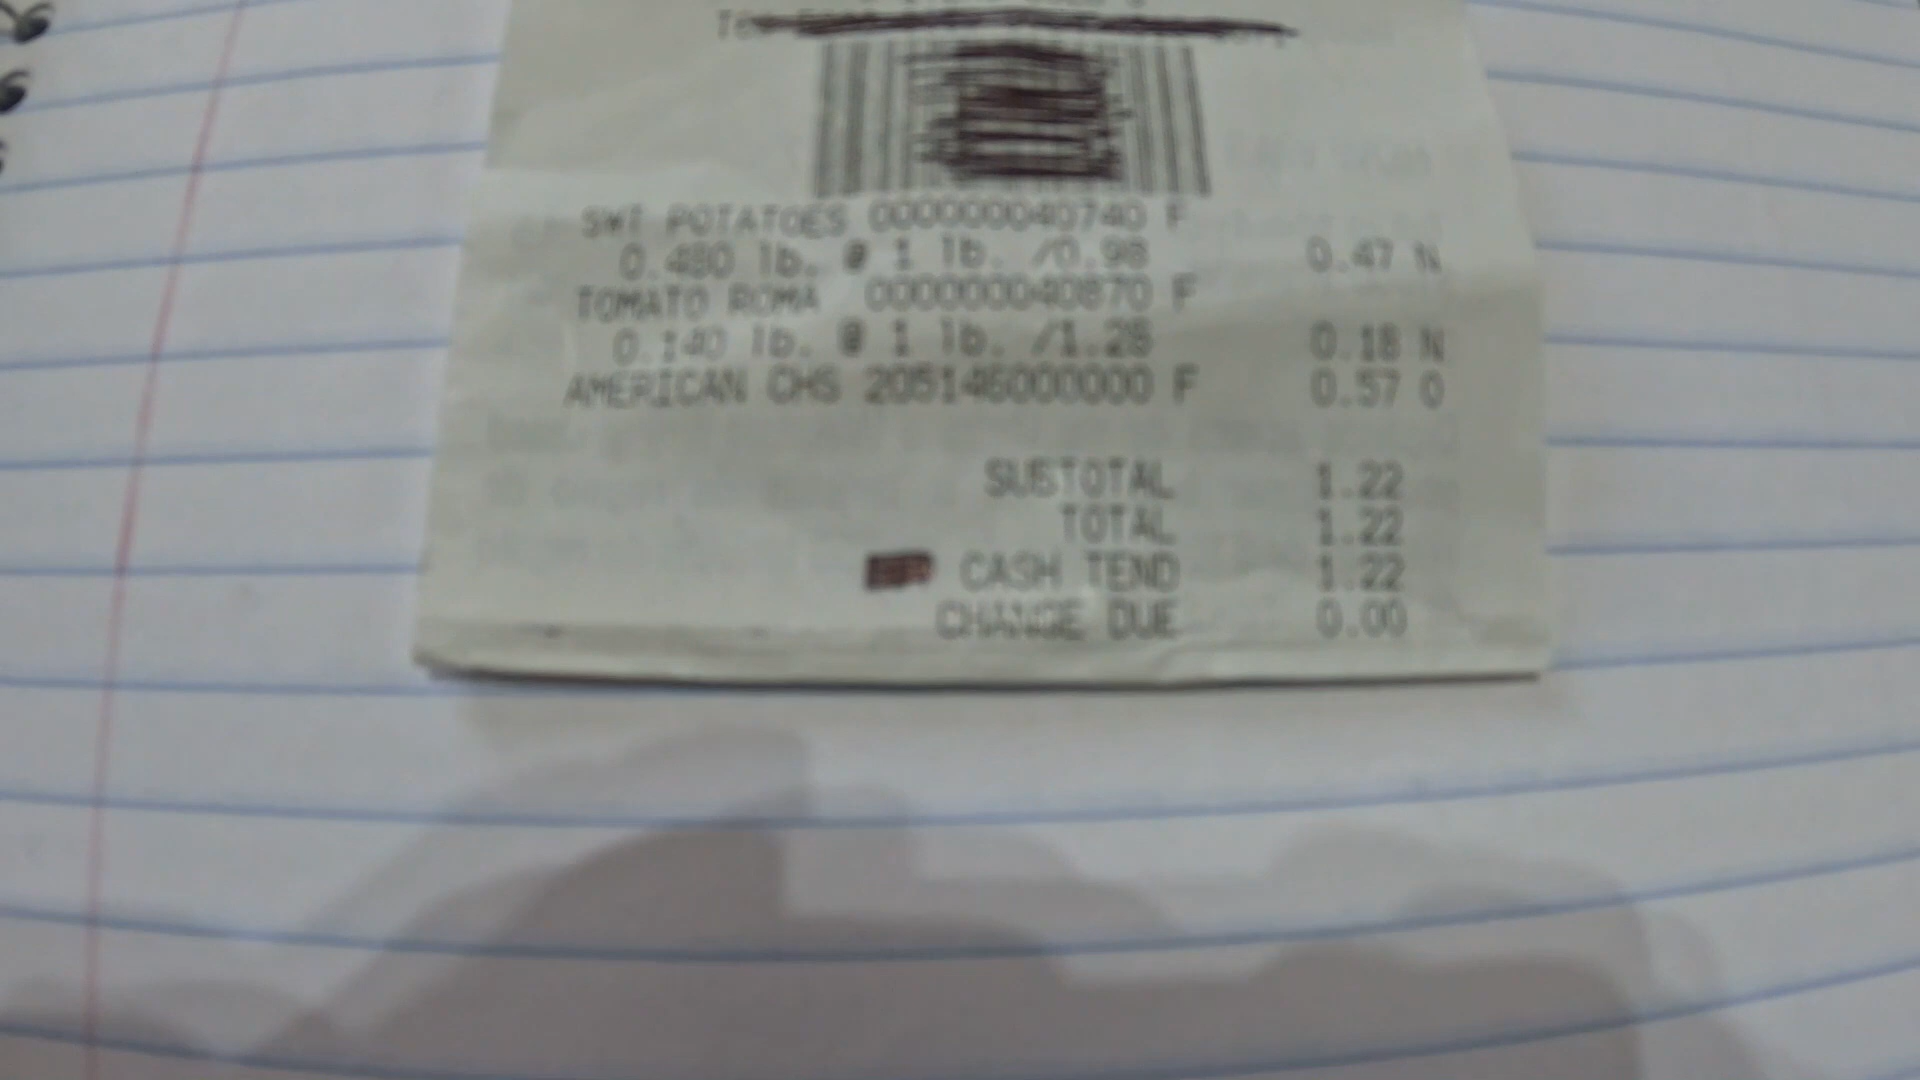 SWT POTATOES 000000040740 F
0.480 lb. @ 1 lb. /0.98 0.47 N
TOMATO ROMA 000000040870 F
0.140 lb. @ 1 lb. /1.28 0.18 N
AMERICAN CHS 205146000000 F 0.57 O
SUBTOTAL 1.22
TOTAL 1.22
CASH TEND 1.22
CHANGE DUE 0.00